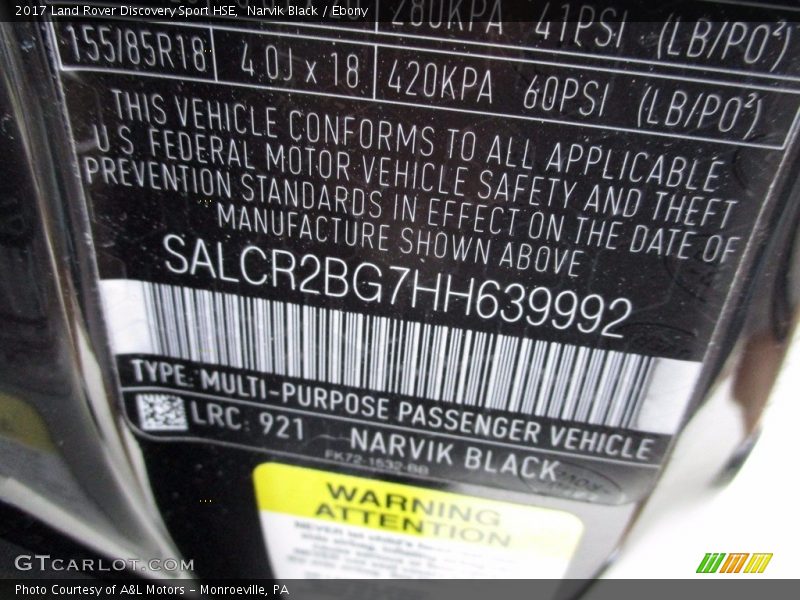 2017 Land Rover Discovery Sport HSE,  Narvik Black / Ebony
280KPA 41PSI (LB/PO²)
155/85R18 4.0J x 18 420KPA 60PSI (LB/PO²)
THIS VEHICLE CONFORMS TO ALL APPLICABLE
U.S. FEDERAL MOTOR VEHICLE SAFETY AND THEFT
PREVENTION STANDARDS IN EFFECT ON THE DATE OF
MANUFACTURE SHOWN ABOVE
SALCR2BG7HH639992
TYPE: MULTI-PURPOSE PASSENGER VEHICLE
LRC: 921 NARVIK BLACK
FK72-1532-BB
WARNING
ATTENTION
GTCARLOT.COM
Photo Courtesy of A&L Motors – Monroeville, PA